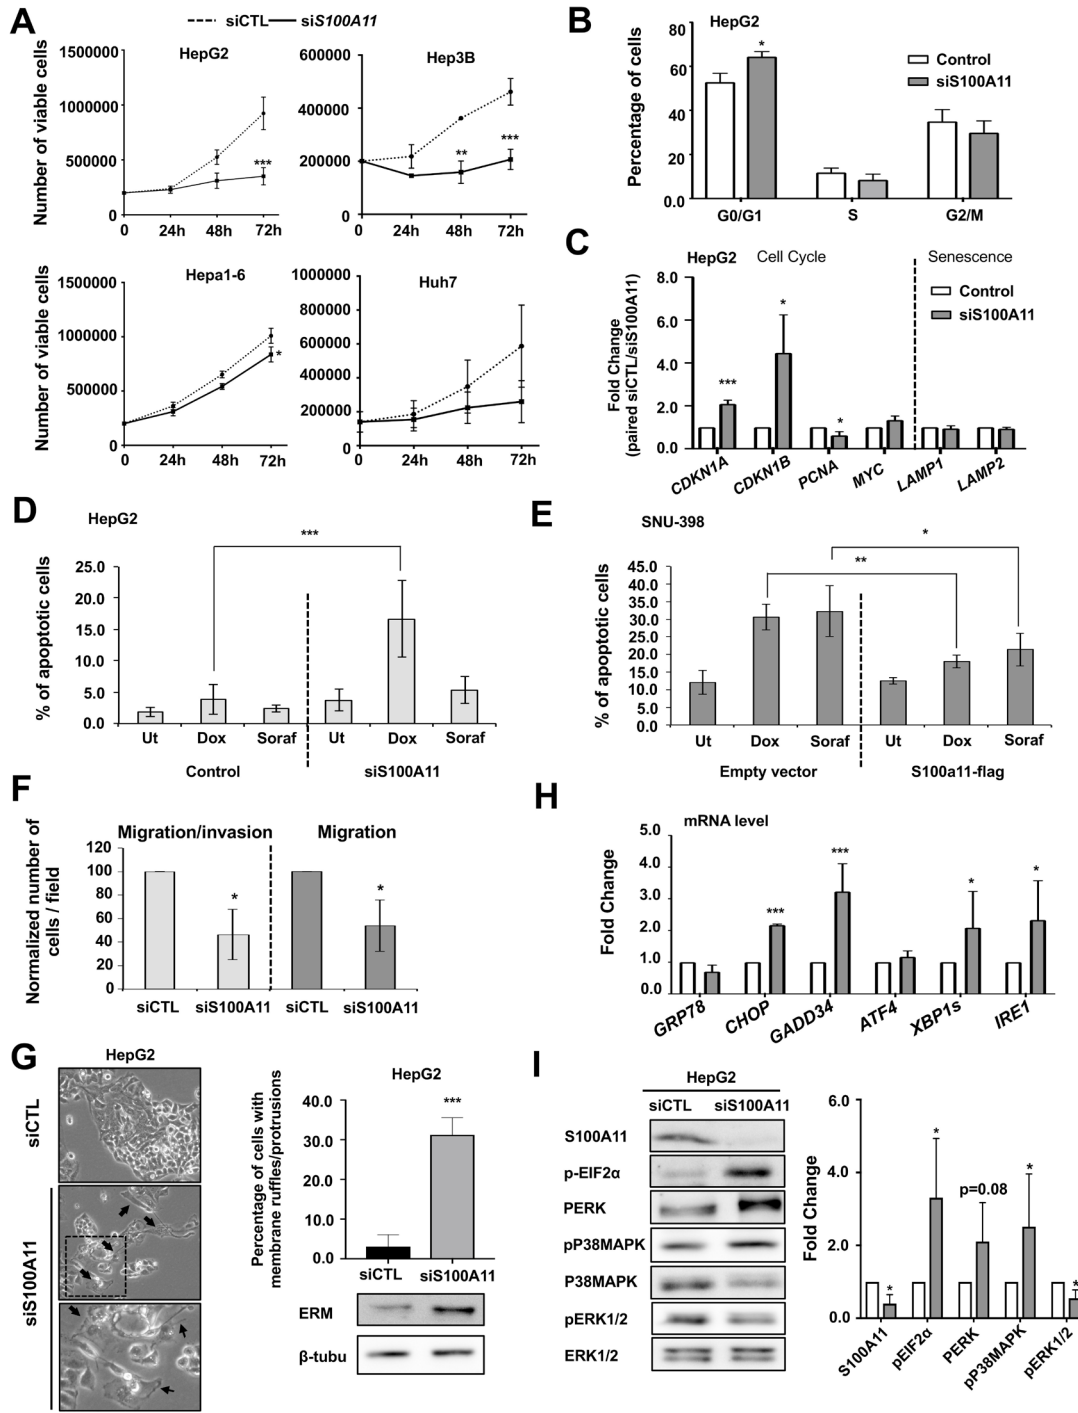 A
siCTL
siS100A11
HepG2
Number of viable cells
1500000
1000000
500000
0
0 24h 48h 72h
***
Hep3B
600000
400000
200000
0
0 24h 48h 72h
**
***
Hepa1-6
Number of viable cells
1500000
1000000
500000
0
0 24h 48h 72h
*
Huh7
1000000
800000
600000
400000
200000
0
0 24h 48h 72h
B
HepG2
Percentage of cells
80
60
40
20
0.0
*
Control
siS100A11
G0/G1 S G2/M
C
HepG2 Cell Cycle Senescence
Fold Change
(paired siCTL/siS100A11)
8.0
6.0
4.0
2.0
0.0
***
*
*
Control
siS100A11
CDKN1A CDKN1B PCNA MYC LAMP1 LAMP2
D
HepG2
% of apoptotic cells
25.0
20.0
15.0
10.0
5.0
0.0
***
Ut Dox Soraf Ut Dox Soraf
Control siS100A11
E
SNU-398
% of apoptotic cells
45.0
40.0
35.0
30.0
25.0
20.0
15.0
10.0
5.0
0.0
*
**
Ut Dox Soraf Ut Dox Soraf
Empty vector S100a11-flag
F
Migration/invasion Migration
Normalized number of
cells / field
120
100
80
60
40
20
0
*
*
siCTL siS100A11 siCTL siS100A11
H
mRNA level
Fold Change
5.0
4.0
3.0
2.0
1.0
0.0
***
***
*
*
GRP78 CHOP GADD34 ATF4 XBP1s IRE1
G
HepG2
siCTL
siS100A11
HepG2
Percentage of cells with
membrane ruffles/protrusions
40.0
30.0
20.0
10.0
0.0
***
siCTL siS100A11
ERM
β-tubu
I
HepG2
siCTL siS100A11
S100A11
p-EIF2α
PERK
pP38MAPK
P38MAPK
pERK1/2
ERK1/2
Fold Change
6.0
4.0
2.0
0.0
*
*
p=0.08
*
*
S100A11 pEIF2α PERK pP38MAPK pERK1/2